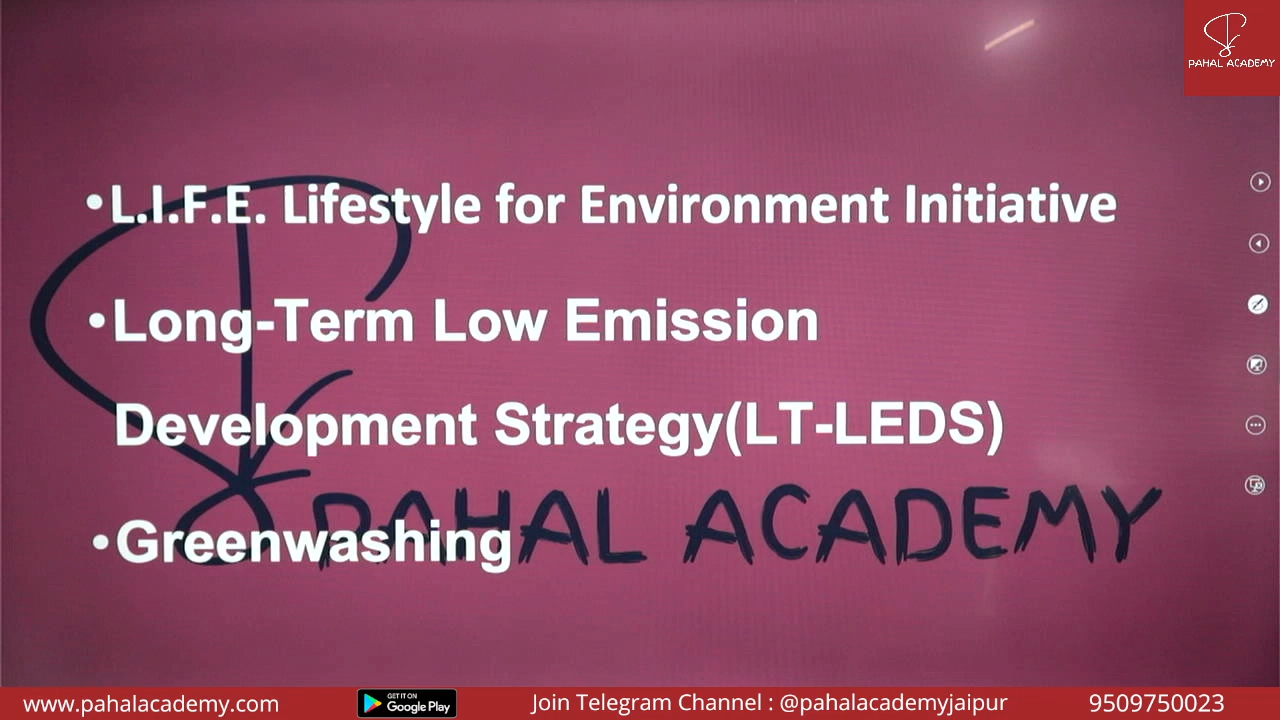 PAHAL ACADEMY
•L.I.F.E. Lifestyle for Environment Initiative
•Long-Term Low Emission
Development Strategy(LT-LEDS)
•Greenwashing
PAHAL ACADEMY
www.pahalacademy.com
GET IT ON
Google Play
Join Telegram Channel : @pahalacademyjaipur
9509750023